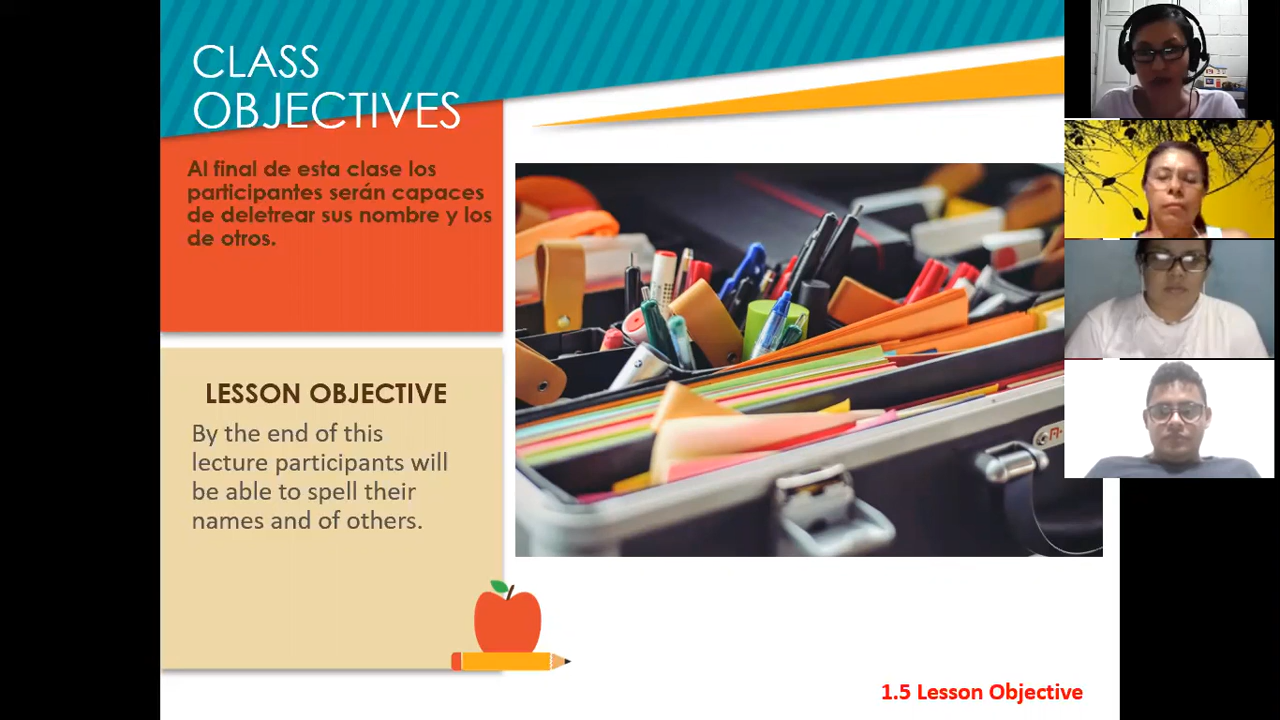 CLASS
OBJECTIVES
Al final de esta clase los
participantes serán capaces
de deletrear sus nombre y los
de otros.
LESSON OBJECTIVE
By the end of this
lecture participants will
be able to spell their
names and of others.
1.5 Lesson Objective